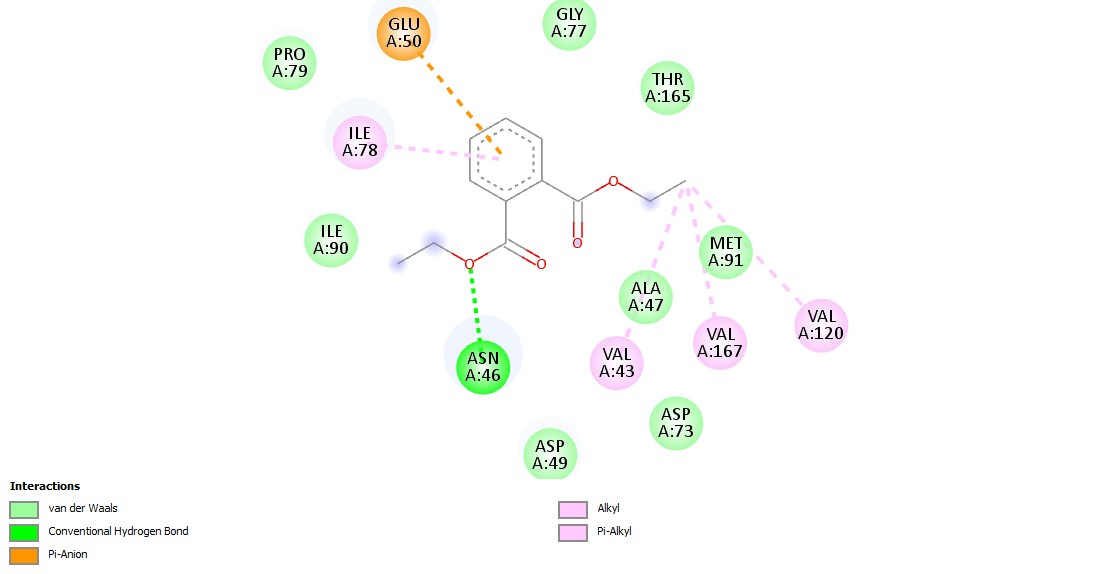 GLU
A:50
GLY
A:77
PRO
A:79
THR
A:165
ILE
A:78
O
O
ILE
A:90
O
O
MET
A:91
ALA
A:47
VAL
A:120
VAL
A:167
VAL
A:43
ASN
A:46
ASP
A:73
ASP
A:49
Interactions
van der Waals
Conventional Hydrogen Bond
Pi-Anion
Alkyl
Pi-Alkyl